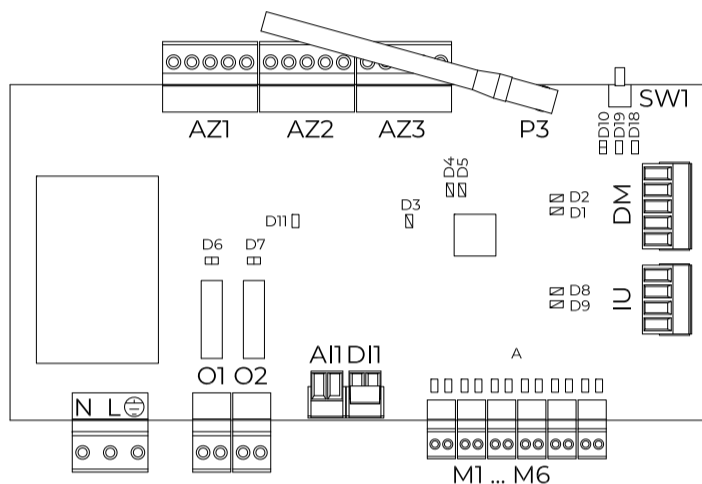 AZ1 AZ2 AZ3 P3 SW1
D10 D19 D18
D4 D5
D2
D1
DM
D11 D3
D6 D7
D8
D9
IU
A
AI1 DI1
O1 O2
N L
M1 ... M6